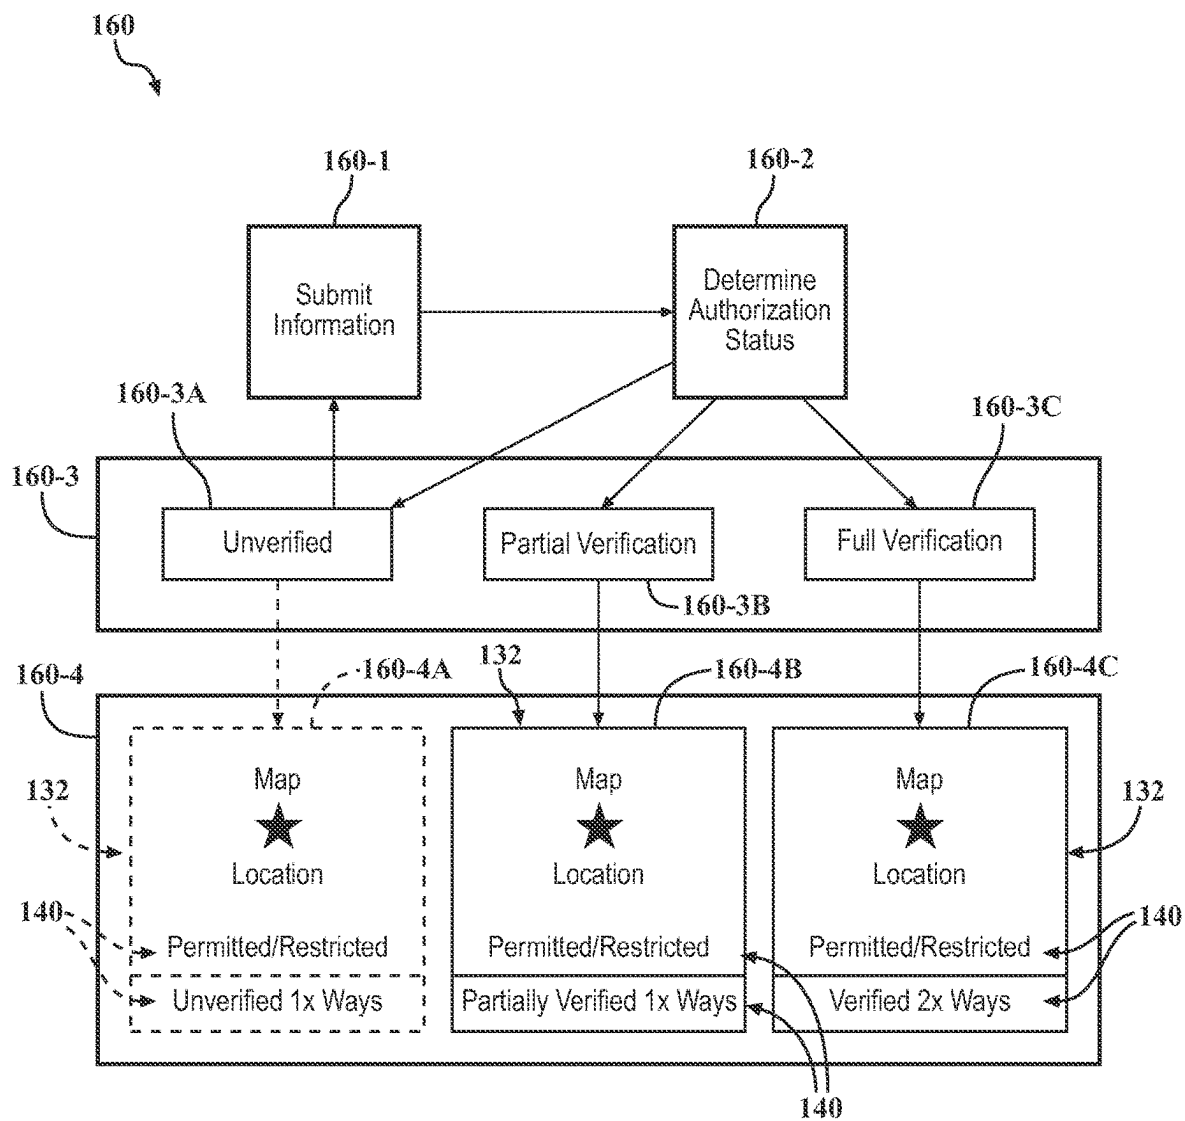 160
160-1
160-2
Submit
Information
Determine
Authorization
Status
160-3A
160-3C
160-3
Unverified
Partial Verification
Full Verification
160-3B
160-4
160-4A
132
160-4B
160-4C
Map
Location
Permitted/Restricted
Unverified 1x Ways
Map
Location
Permitted/Restricted
Partially Verified 1x Ways
Map
Location
Permitted/Restricted
Verified 2x Ways
132
132
140
140
140